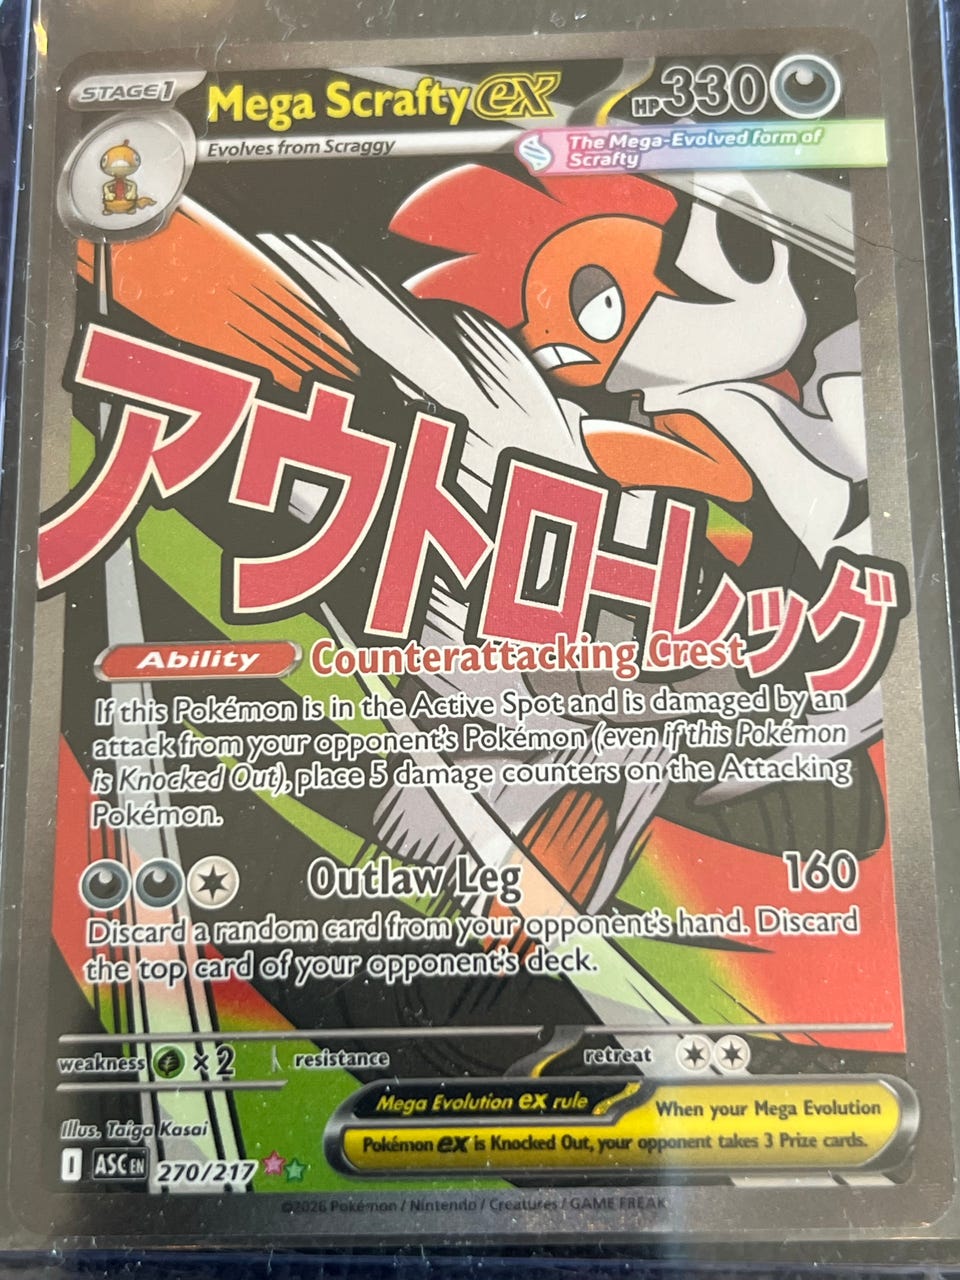 STAGE1
Mega Scrafty ex
HP 330
Evolves from Scraggy
The Mega-Evolved form of
Scrafty
アウトローレッグ
Ability Counterattacking Crest
If this Pokémon is in the Active Spot and is damaged by an
attack from your opponent's Pokémon (even if this Pokémon
is Knocked Out), place 5 damage counters on the Attacking
Pokémon.
Outlaw Leg 160
Discard a random card from your opponent's hand. Discard
the top card of your opponent's deck.
weakness ×2 resistance retreat
Mega Evolution ex rule When your Mega Evolution
Pokémon ex is Knocked Out, your opponent takes 3 Prize cards.
Illus. Taiga Kasai
I ASC EN 270/217
©2026 Pokémon / Nintendo / Creatures / GAME FREAK